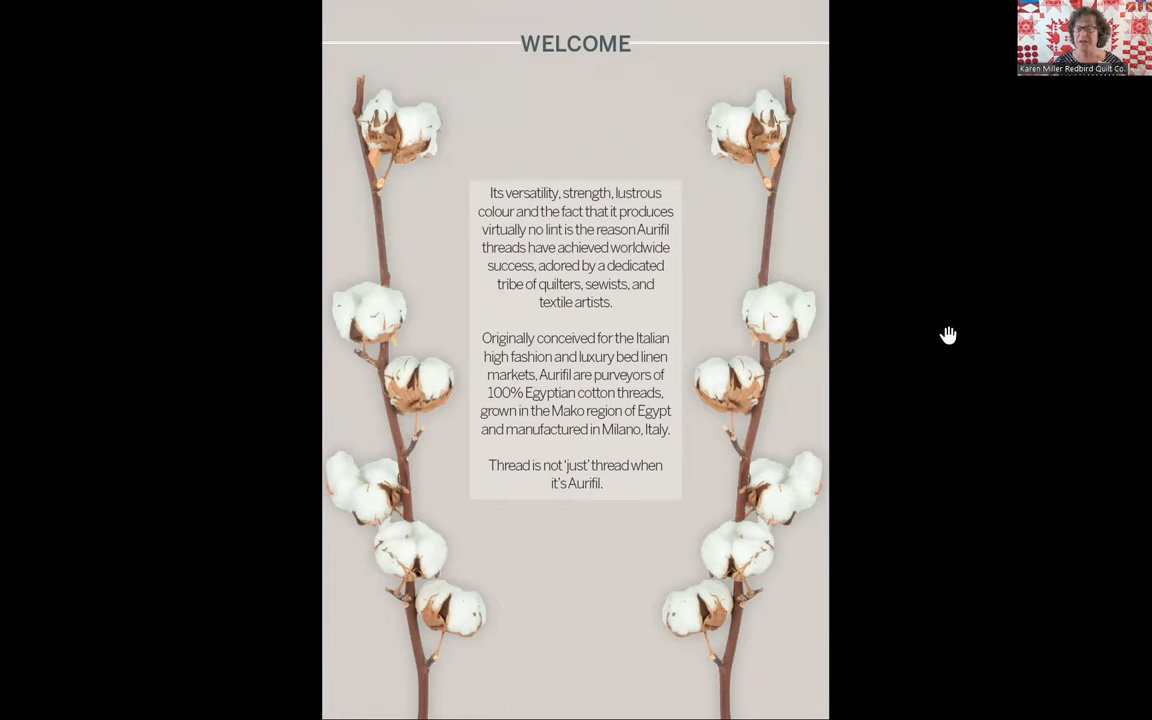 WELCOME
Karen Miller Redbird Quilt Co.
Its versatility, strength, lustrous
colour and the fact that it produces
virtually no lint is the reason Aurifil
threads have achieved worldwide
success, adored by a dedicated
tribe of quilters, sewists, and
textile artists.
Originally conceived for the Italian
high fashion and luxury bed linen
markets, Aurifil are purveyors of
100% Egyptian cotton threads,
grown in the Mako region of Egypt
and manufactured in Milano, Italy.
Thread is not ‘just’ thread when
it’s Aurifil.